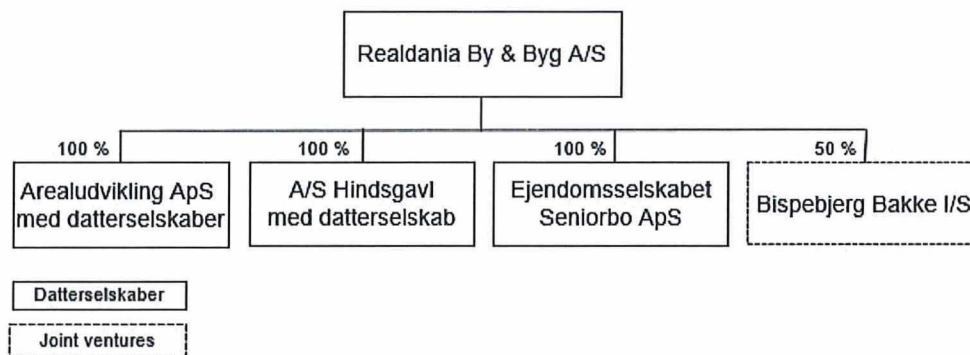 Realdania By & Byg A/S
100 %
100 %
100 %
50 %
Arealudvikling ApS
med datterselskaber
A/S Hindsgavl
med datterselskab
Ejendomsselskabet
Seniorbo ApS
Bispebjerg Bakke I/S
Datterselskaber
Joint ventures